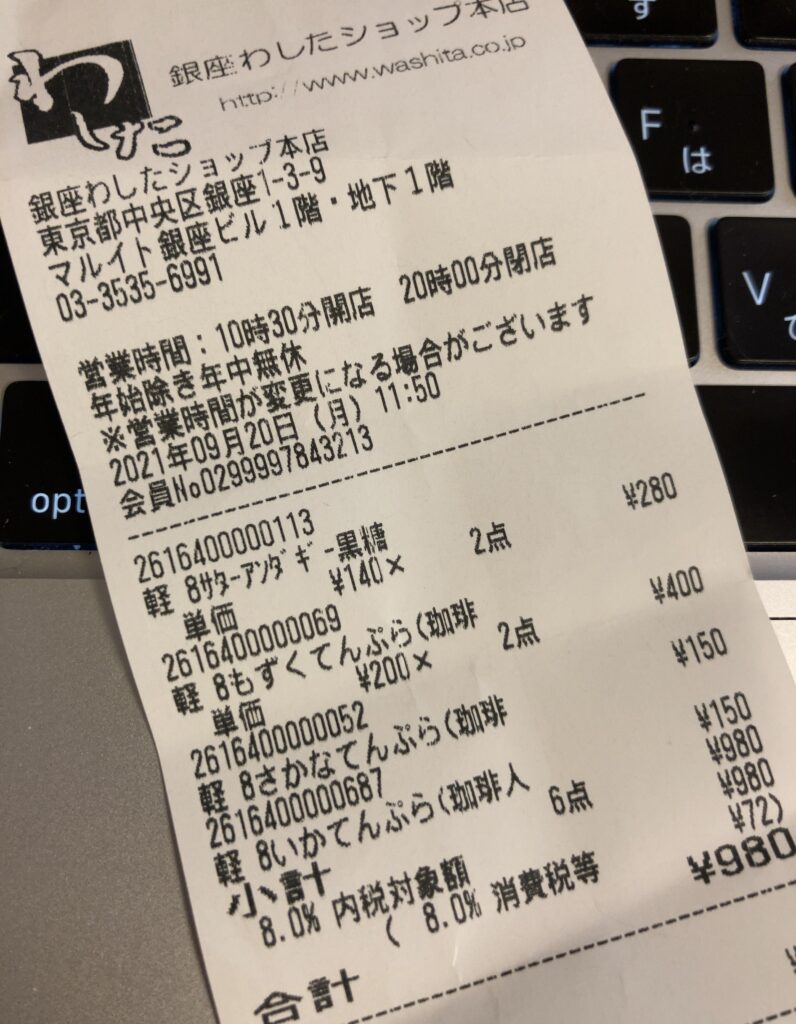 わしたショップ
銀座わしたショップ本店
http://www.washita.co.jp
銀座わしたショップ本店
東京都中央区銀座1-3-9
マルイト銀座ビル1階・地下1階
03-3535-6991
営業時間：10時30分開店 20時00分閉店
年始除き年中無休
※営業時間が変更になる場合がございます
2021年09月20日(月) 11:50
会員No0299997843213
2616400000113
軽 8サターアンダギー黒糖 ¥280
単価 ¥140× 2点
2616400000069
軽 8もずくてんぷら(珈琲 ¥400
単価 ¥200× 2点
2616400000052
軽 8さかなてんぷら(珈琲 ¥150
2616400000687
軽 8いかてんぷら(珈琲人 ¥150
小計 6点 ¥980
8.0% 内税対象額 ¥980
( 8.0% 消費税等 ¥72)
合計 ¥980
F
は
す
V
opt